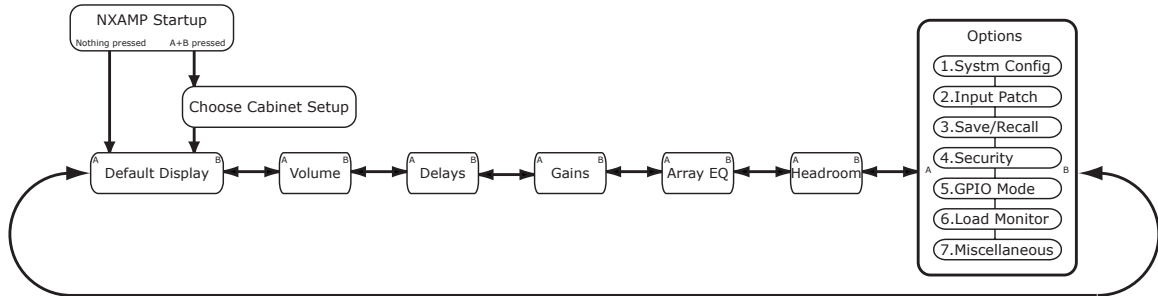 NXAMP Startup
Nothing pressed
A+B pressed
Choose Cabinet Setup
A
B
Default Display
A
B
Volume
A
B
Delays
A
B
Gains
A
B
Array EQ
A
B
Headroom
Options
1.Systm Config
2.Input Patch
3.Save/Recall
4.Security
A
B
5.GPIO Mode
6.Load Monitor
7.Miscellaneous